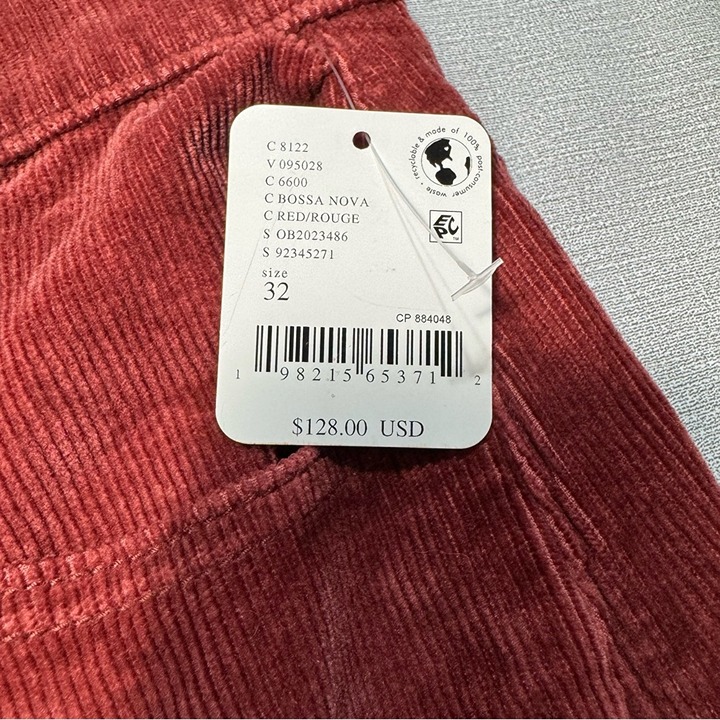 recyclable & made of 100% post-consumer waste •
C 8122
V 095028
C 6600
C BOSSA NOVA
C RED/ROUGE
S OB2023486
S 92345271
size
32
EPC TM
CP 884048
1 98215 65371 2
$128.00 USD